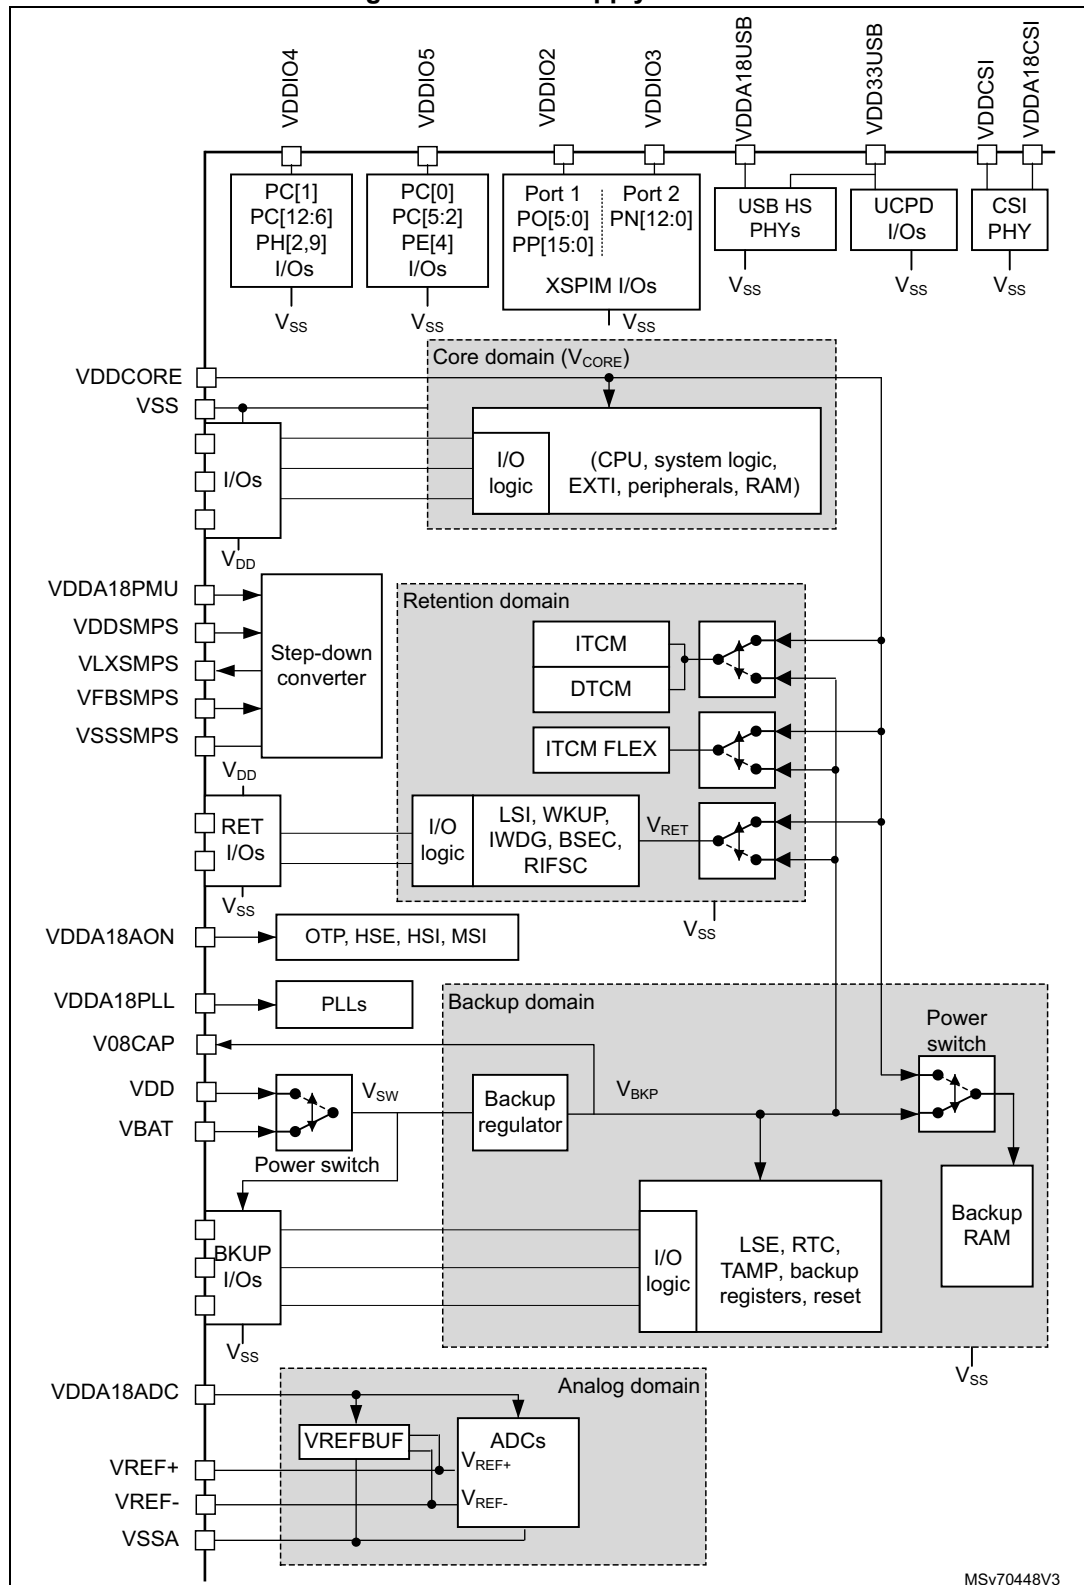 VDDIO4
VDDIO5
VDDIO2
VDDIO3
VDDA18USB
VDD33USB
VDDCSI
VDDA18CSI
PC[1]
PC[12:6]
PH[2,9]
I/Os
VSS
PC[0]
PC[5:2]
PE[4]
I/Os
VSS
Port 1
PO[5:0]
PP[15:0]
Port 2
PN[12:0]
XSPIM I/Os
VSS
USB HS
PHYs
VSS
UCPD
I/Os
VSS
CSI
PHY
VSS
Core domain (VCORE)
VDDCORE
VSS
I/Os
VDD
I/O
logic
(CPU, system logic,
EXTI, peripherals, RAM)
VDDA18PMU
VDDSMPS
VLXSMPS
VFBSMPS
VSSSMPS
Step-down
converter
Retention domain
ITCM
DTCM
ITCM FLEX
VDD
RET
I/Os
VSS
I/O
logic
LSI, WKUP,
IWDG, BSEC,
RIFSC
VRET
VSS
VDDA18AON
OTP, HSE, HSI, MSI
VDDA18PLL
PLLs
V08CAP
VDD
VBAT
VSW
Power switch
Backup domain
Backup
regulator
VBKP
Power
switch
Backup
RAM
BKUP
I/Os
VSS
I/O
logic
LSE, RTC,
TAMP, backup
registers, reset
VSS
VDDA18ADC
Analog domain
VREFBUF
ADCs
VREF+
VREF-
VREF+
VREF-
VSSA
MSv70448V3